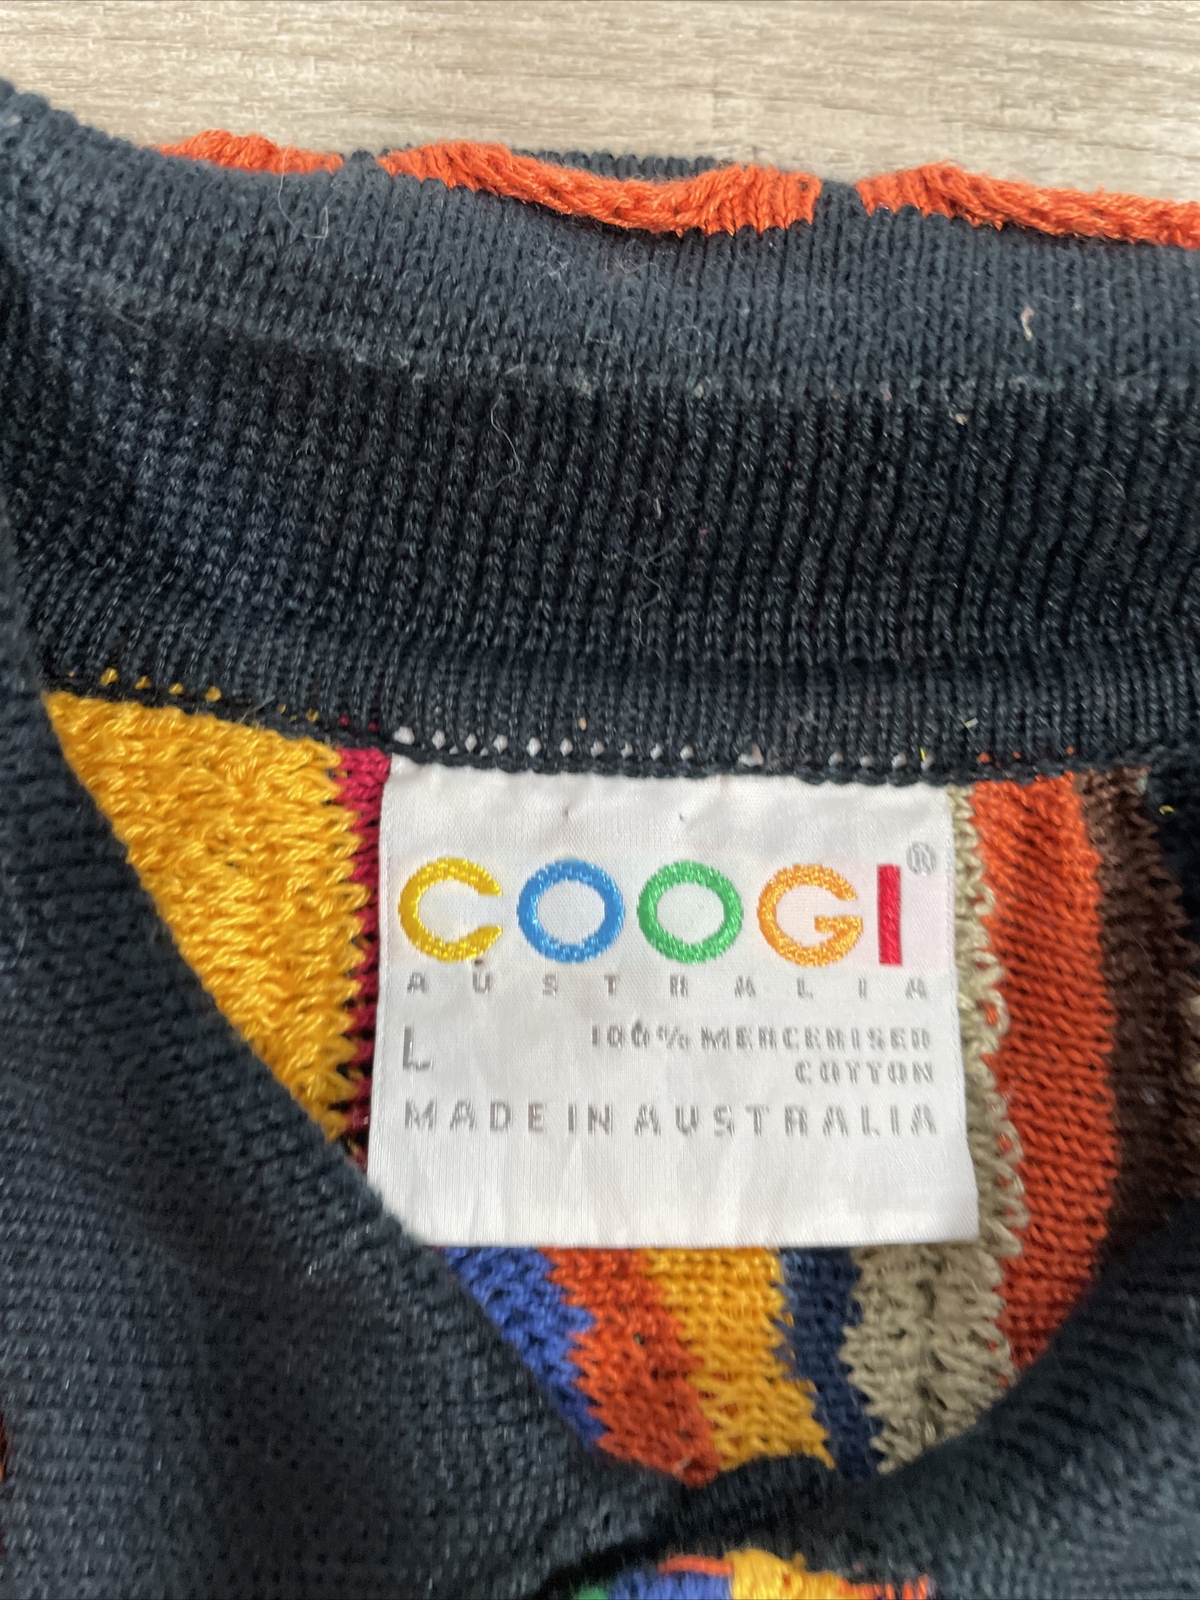 COOGI®
AUSTRALIA
L 100% MERCERISED
COTTON
MADE IN AUSTRALIA